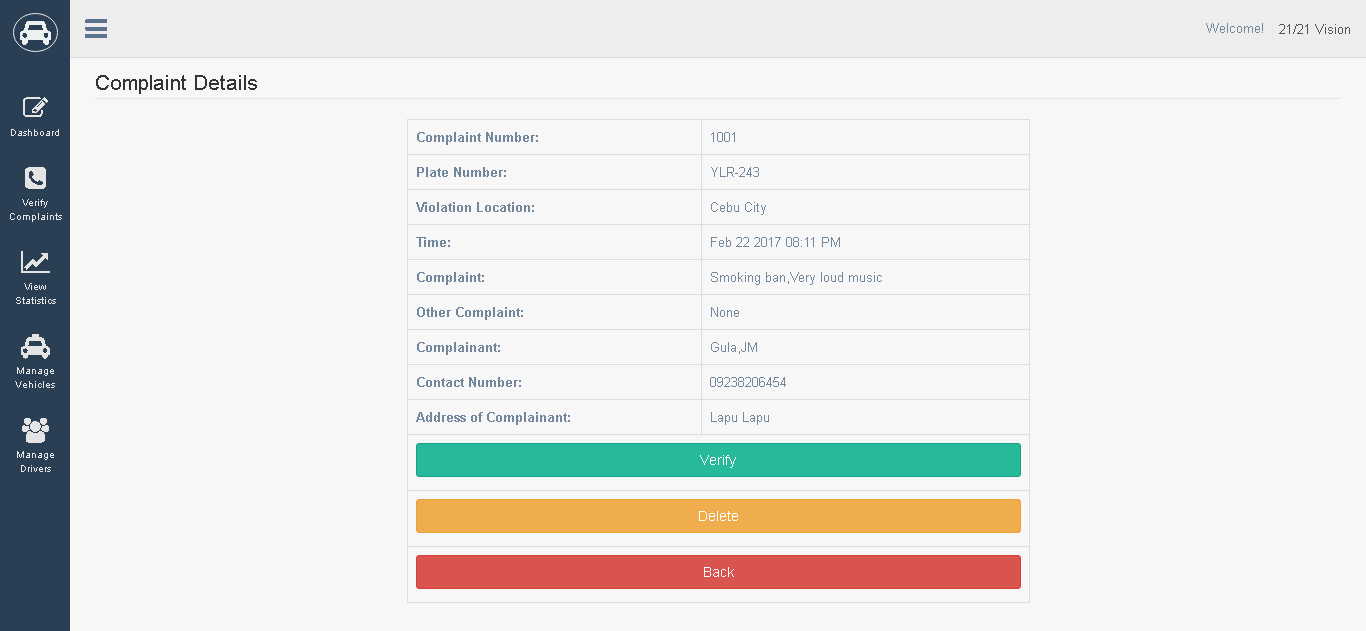 Welcome! 21/21 Vision
Complaint Details
Dashboard
Verify
Complaints
View
Statistics
Manage
Vehicles
Manage
Drivers
Complaint Number: 1001
Plate Number: YLR-243
Violation Location: Cebu City
Time: Feb 22 2017 08:11 PM
Complaint: Smoking ban,Very loud music
Other Complaint: None
Complainant: Gula,JM
Contact Number: 09238206454
Address of Complainant: Lapu Lapu
Verify
Delete
Back